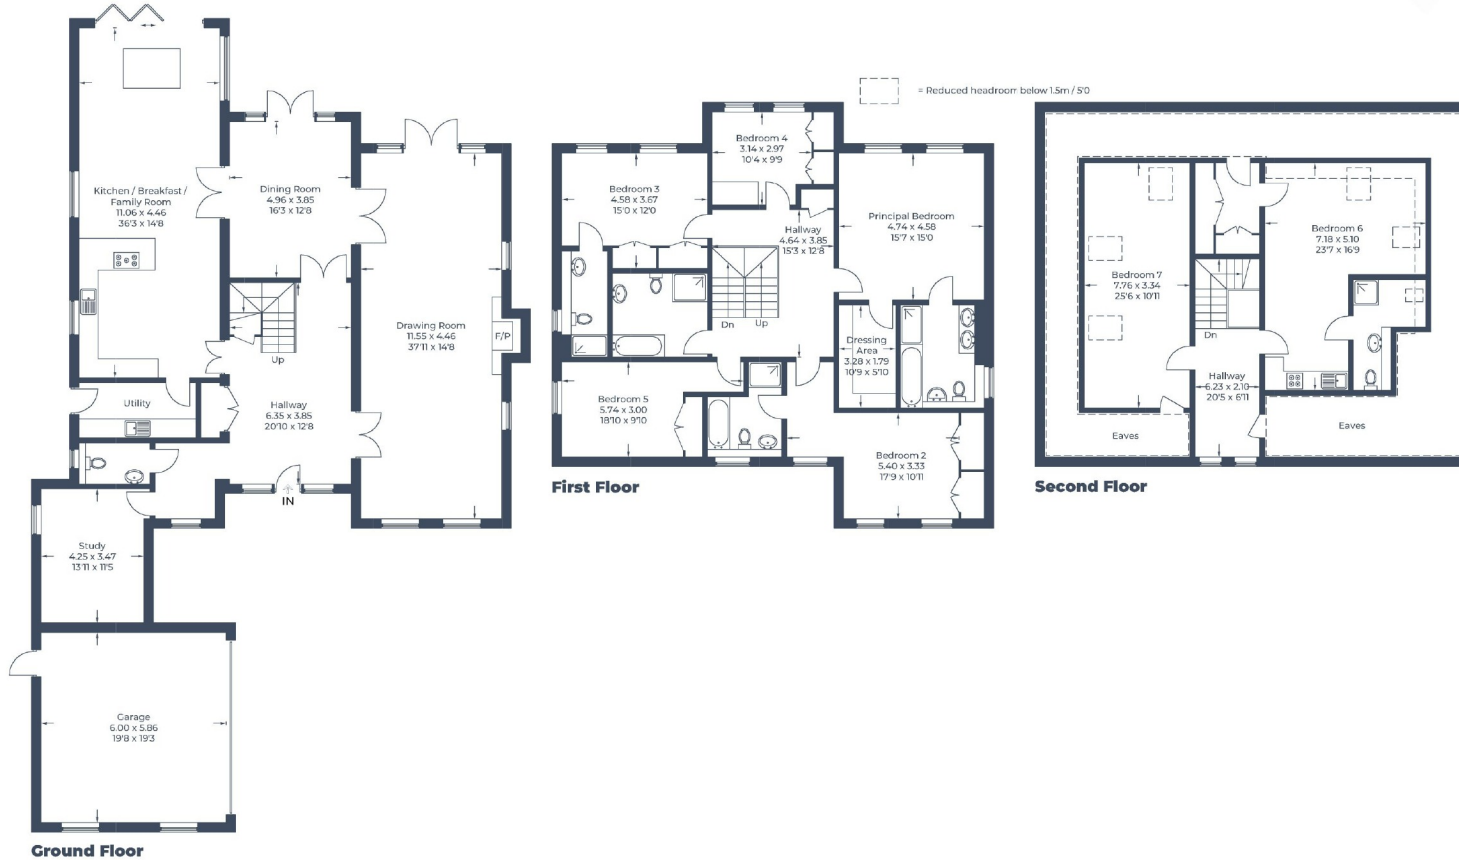 = Reduced headroom below 1.5m / 5'0
Kitchen / Breakfast /
Family Room
11.06 x 4.46
36'3 x 14'8
Dining Room
4.96 x 3.85
16'3 x 12'8
Drawing Room
11.55 x 4.46
37'11 x 14'8
F/P
Up
Utility
Hallway
6.35 x 3.85
20'10 x 12'8
IN
Study
4.25 x 3.47
13'11 x 11'5
Garage
6.00 x 5.86
19'8 x 19'3
Ground Floor
Bedroom 4
3.14 x 2.97
10'4 x 9'9
Bedroom 3
4.58 x 3.67
15'0 x 12'0
Hallway
4.64 x 3.85
15'3 x 12'8
Principal Bedroom
4.74 x 4.58
15'7 x 15'0
Dn
Up
Dressing
Area
3.28 x 1.79
10'9 x 5'10
Bedroom 5
5.74 x 3.00
18'10 x 9'10
Bedroom 2
5.40 x 3.33
17'9 x 10'11
First Floor
Bedroom 7
7.76 x 3.34
25'6 x 10'11
Bedroom 6
7.18 x 5.10
23'7 x 16'9
Dn
Hallway
6.23 x 2.10
20'5 x 6'11
Eaves
Eaves
Second Floor